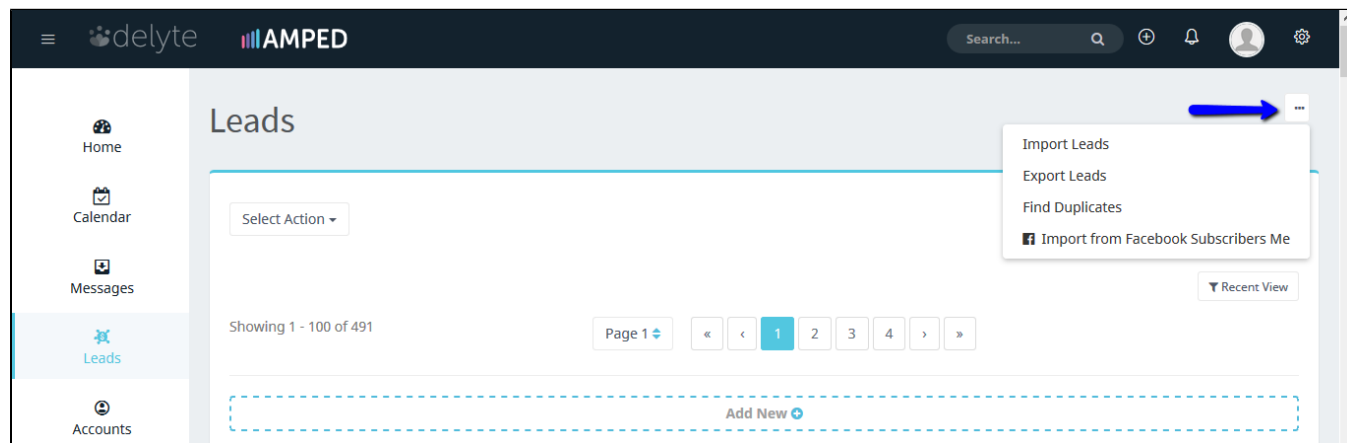 delyte AMPED Search...
Home
Calendar
Messages
Leads
Accounts
Leads
Import Leads
Export Leads
Find Duplicates
Import from Facebook Subscribers Me
Select Action
Recent View
Showing 1 - 100 of 491 Page 1 « ‹ 1 2 3 4 › »
Add New